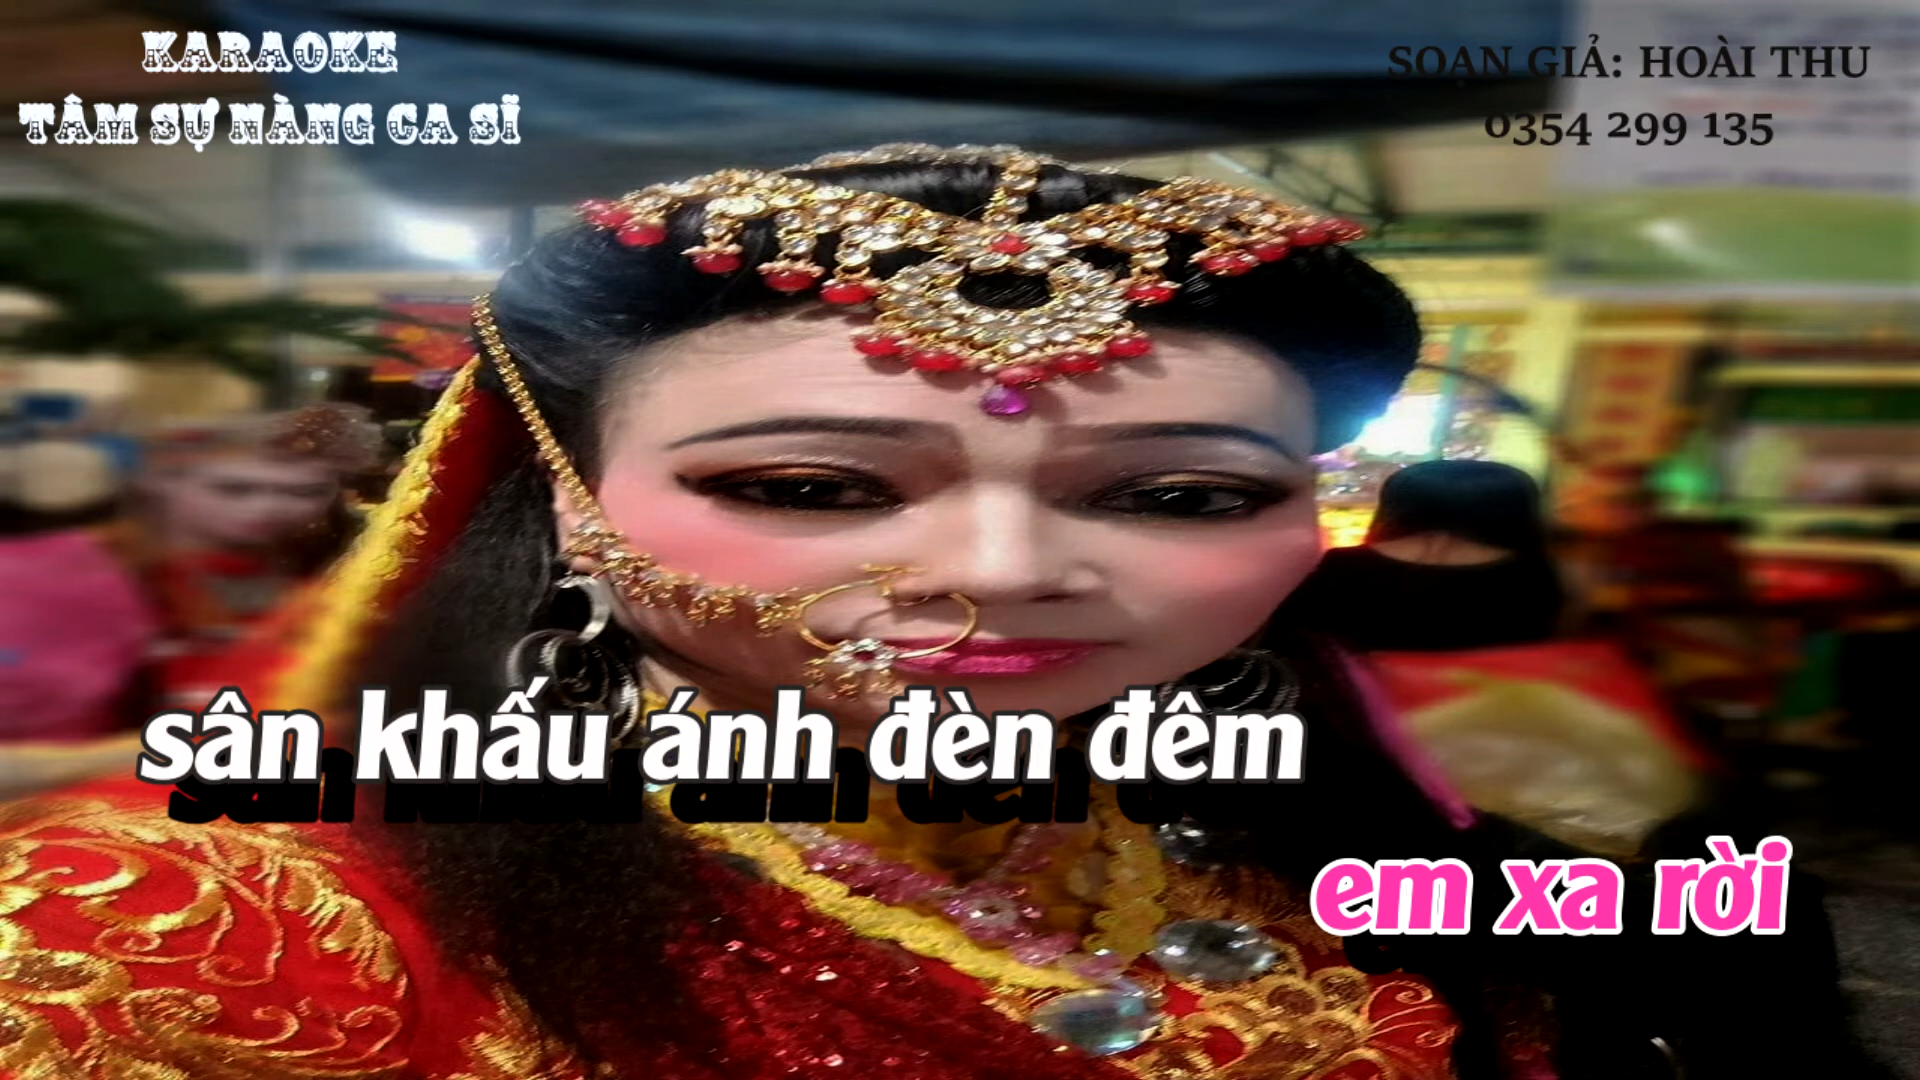 KARAOKE
TÂM SỰ NÀNG CA SĨ
SOẠN GIẢ: HOÀI THU
0354 299 135
sân khấu ánh đèn đêm
em xa rời